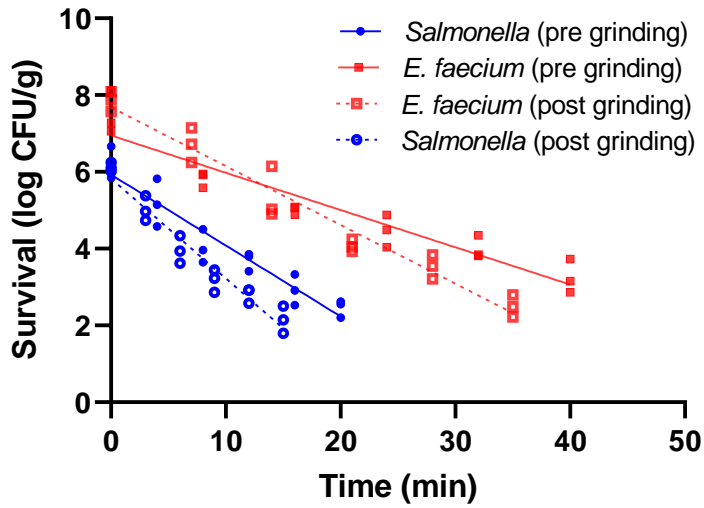 Salmonella (pre grinding)
E. faecium (pre grinding)
E. faecium (post grinding)
Salmonella (post grinding)
Survival (log CFU/g)
10
8
6
4
2
0
0 10 20 30 40 50
Time (min)